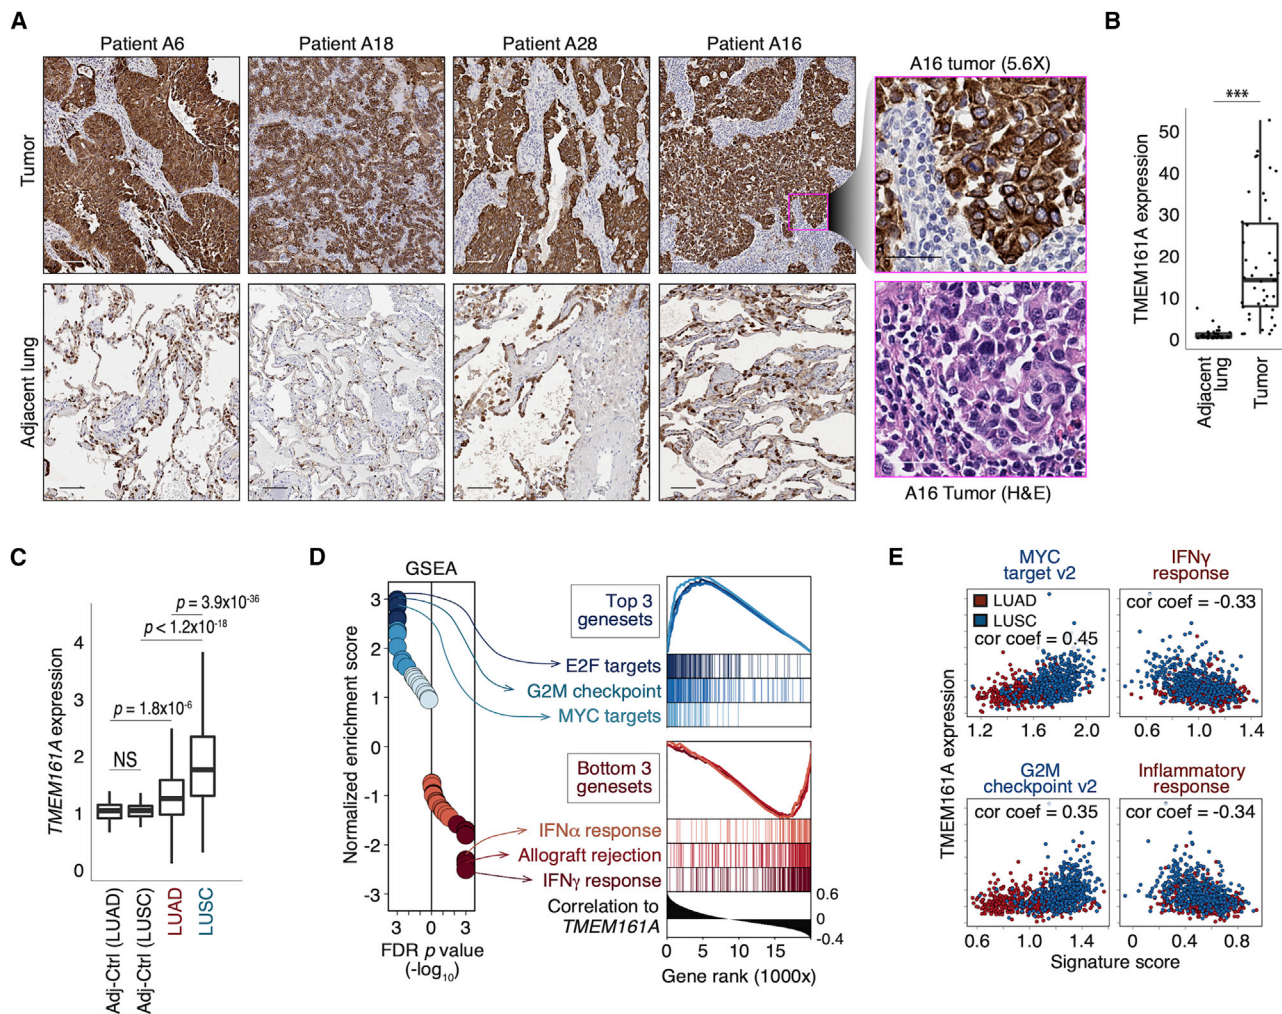 A
Patient A6
Patient A18
Patient A28
Patient A16
A16 tumor (5.6X)
Tumor
Adjacent lung
A16 Tumor (H&E)
B
***
TMEM161A expression
50
40
30
20
10
0
Adjacent
lung
Tumor
C
p = 3.9x10-36
p < 1.2x10-18
p = 1.8x10-6
NS
TMEM161A expression
4
3
2
1
0
Adj-Ctrl (LUAD)
Adj-Ctrl (LUSC)
LUAD
LUSC
D
GSEA
Normalized enrichment score
3
2
1
0
-1
-2
-3
3 0 3
FDR p value
(-log10)
Top 3
genesets
E2F targets
G2M checkpoint
MYC targets
Bottom 3
genesets
IFNα response
Allograft rejection
IFNγ response
Correlation to
TMEM161A
0.6
0
-0.4
0 5 10 15
Gene rank (1000x)
E
MYC
target v2
LUAD
LUSC
cor coef = 0.45
1.2 1.6 2.0
IFNγ
response
cor coef = -0.33
0.6 1.0 1.4
G2M
checkpoint v2
cor coef = 0.35
0.6 1.0 1.4
Inflammatory
response
cor coef = -0.34
0 0.4 0.8
TMEM161A expression
Signature score